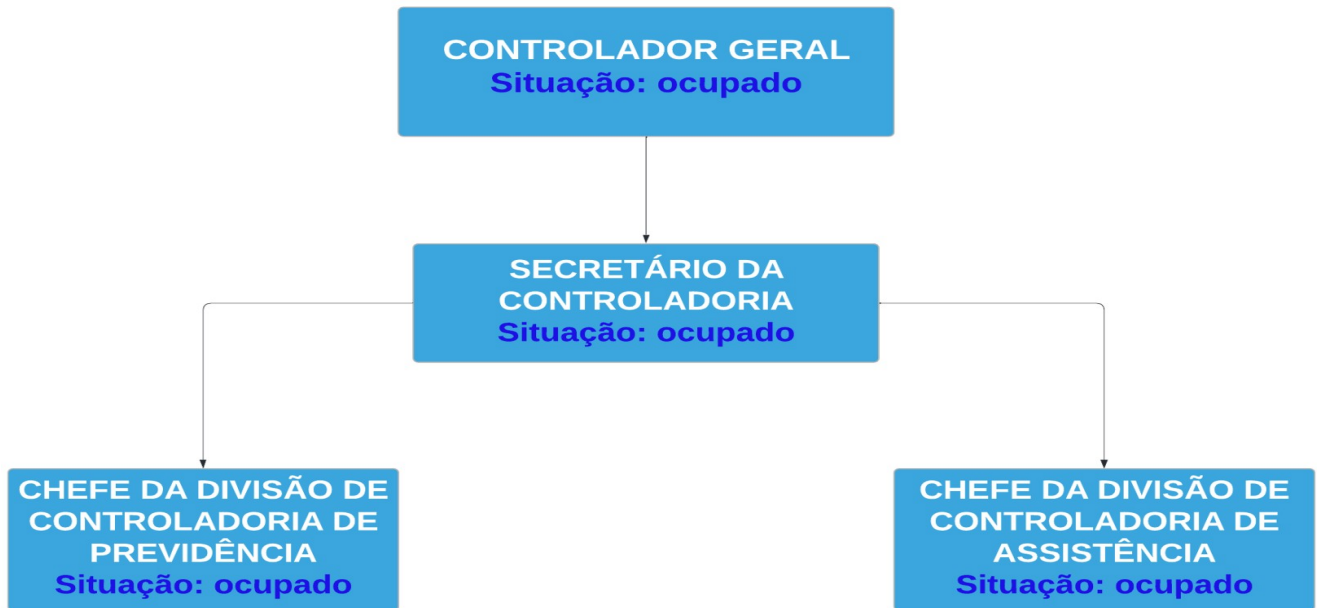 CONTROLADOR GERAL
Situação: ocupado
SECRETÁRIO DA
CONTROLADORIA
Situação: ocupado
CHEFE DA DIVISÃO DE
CONTROLADORIA DE
PREVIDÊNCIA
Situação: ocupado
CHEFE DA DIVISÃO DE
CONTROLADORIA DE
ASSISTÊNCIA
Situação: ocupado